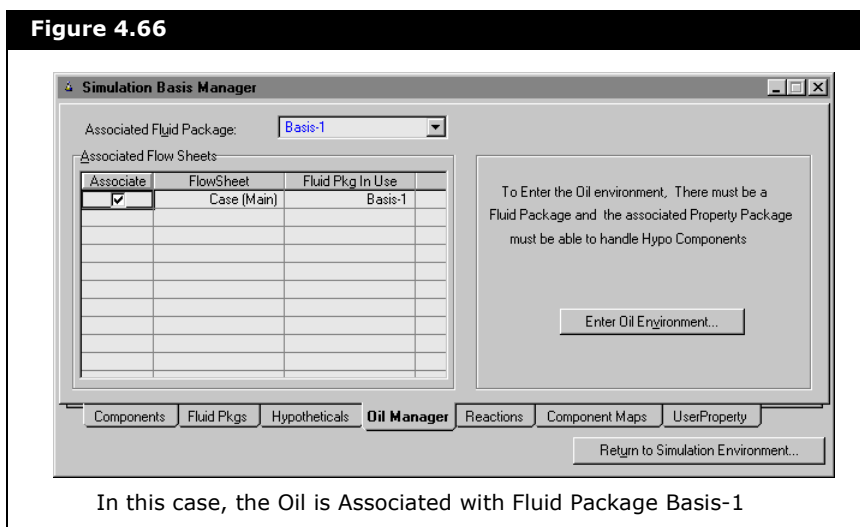 Figure 4.66
Simulation Basis Manager
Associated Fluid Package: Basis-1
Associated Flow Sheets
Associate FlowSheet Fluid Pkg In Use
Case (Main) Basis-1
To Enter the Oil environment, There must be a
Fluid Package and the associated Property Package
must be able to handle Hypo Components
Enter Oil Environment...
Components Fluid Pkgs Hypotheticals Oil Manager Reactions Component Maps UserProperty
Return to Simulation Environment...
In this case, the Oil is Associated with Fluid Package Basis-1